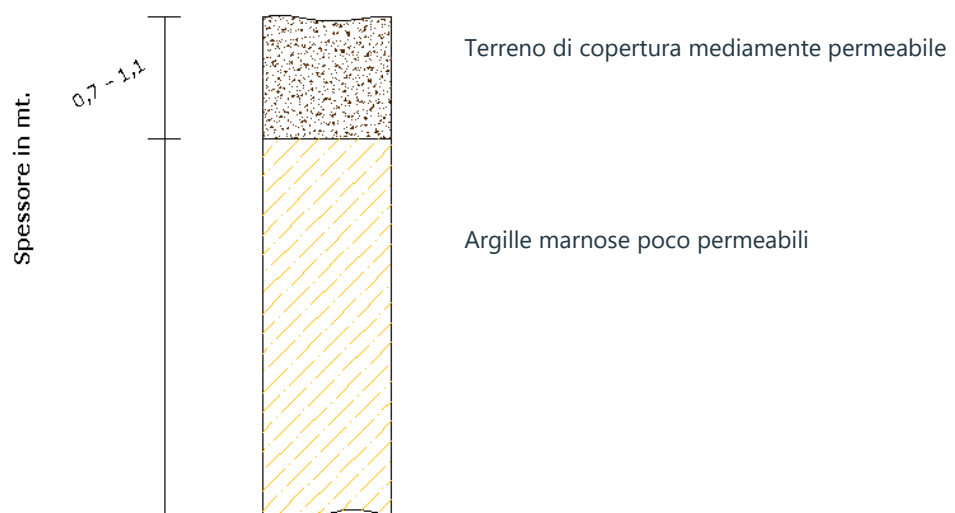 Terreno di copertura mediamente permeabile
0,7 - 1,1
Spessore in mt.
Argille marnose poco permeabili